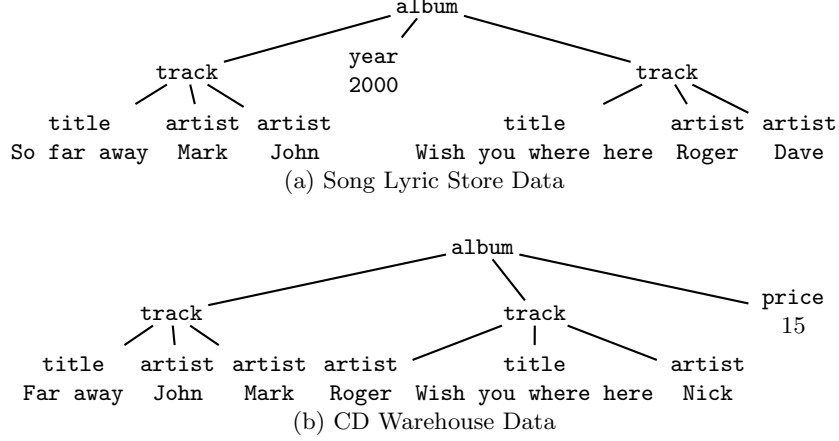 album
year
track track
2000
title artist artist title artist artist
So far away Mark John Wish you where here Roger Dave
(a) Song Lyric Store Data
album
price
track track
15
title artist artist artist title artist
Far away John Mark Roger Wish you where here Nick
(b) CD Warehouse Data